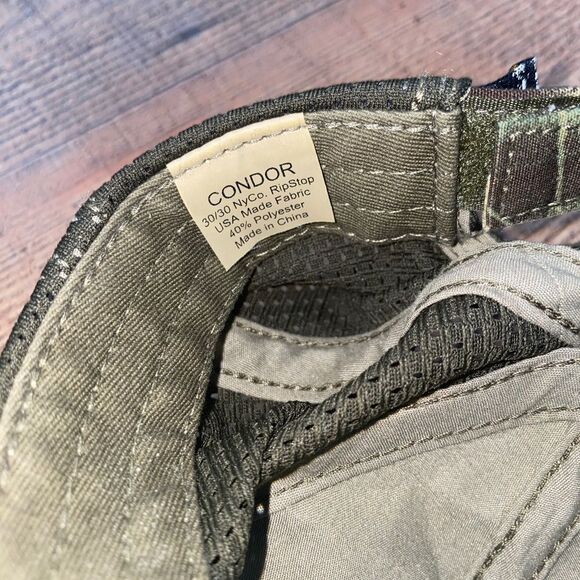 CONDOR
30/30 NyCo. RipStop
USA Made Fabric
40% Polyester
Made in China